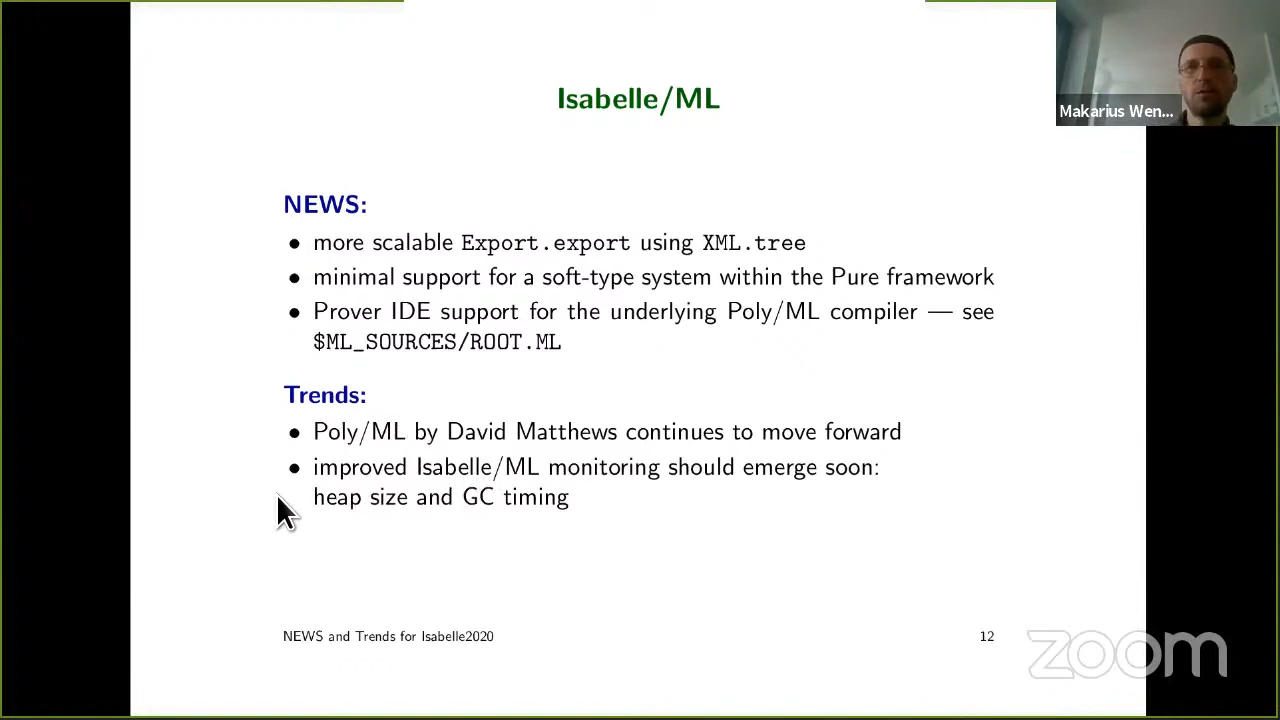 Isabelle/ML
Makarius Wen...
NEWS:
• more scalable Export.export using XML.tree
• minimal support for a soft-type system within the Pure framework
• Prover IDE support for the underlying Poly/ML compiler — see
$ML_SOURCES/ROOT.ML
Trends:
• Poly/ML by David Matthews continues to move forward
• improved Isabelle/ML monitoring should emerge soon:
heap size and GC timing
NEWS and Trends for Isabelle2020
12
zoom